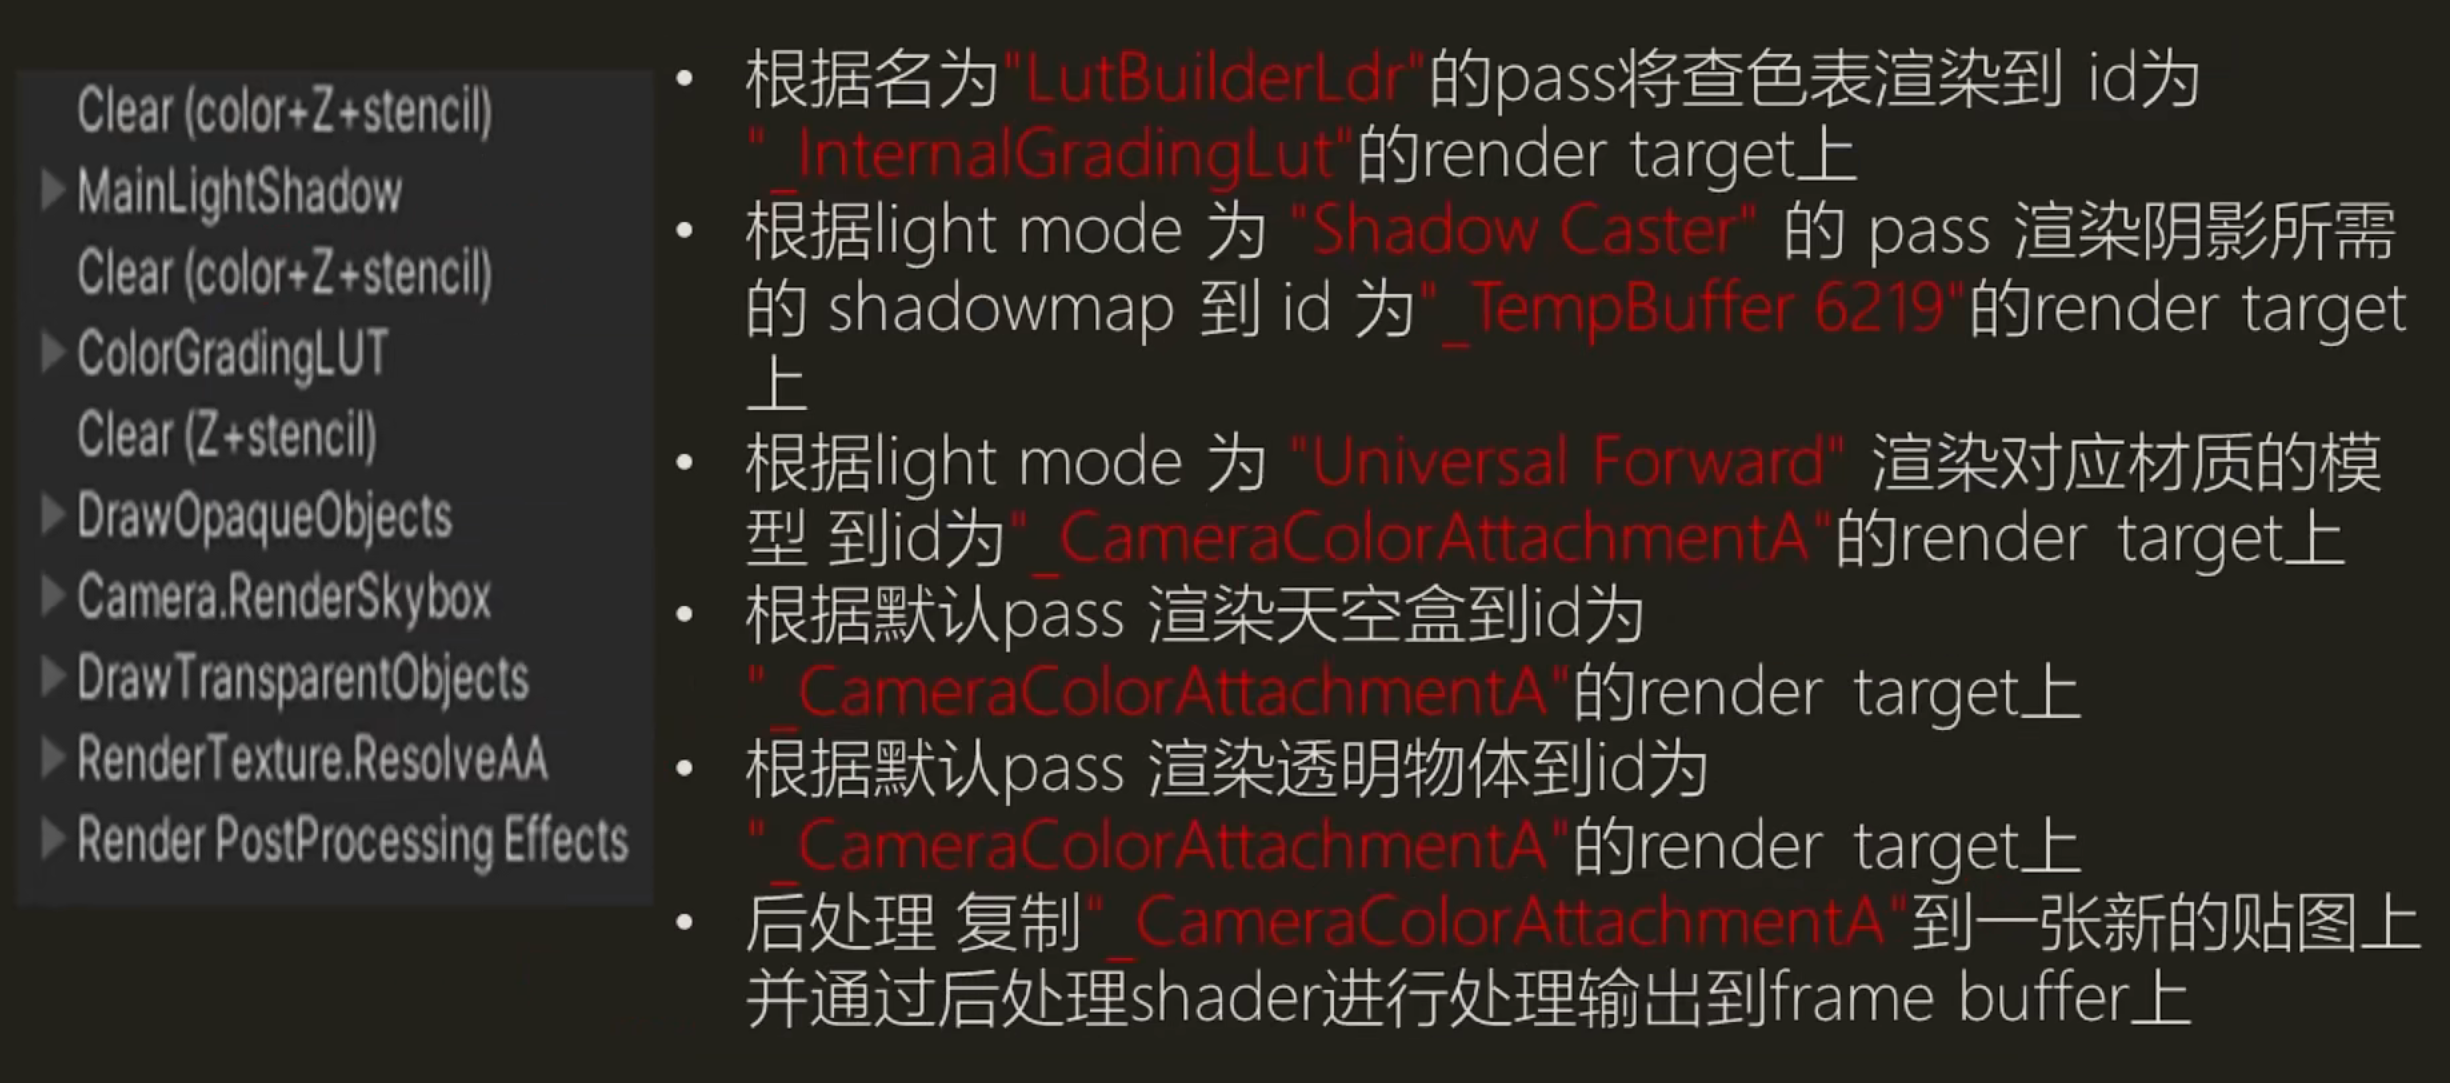 Clear (color+Z+stencil)
MainLightShadow
Clear (color+Z+stencil)
ColorGradingLUT
Clear (Z+stencil)
DrawOpaqueObjects
Camera.RenderSkybox
DrawTransparentObjects
RenderTexture.ResolveAA
Render PostProcessing Effects
• 根据名为"LutBuilderLdr"的pass将查色表渲染到 id为
"_InternalGradingLut"的render target上
• 根据light mode 为 "Shadow Caster" 的 pass 渲染阴影所需
的 shadowmap 到 id 为"_TempBuffer 6219"的render target
上
• 根据light mode 为 "Universal Forward" 渲染对应材质的模
型 到id为"_CameraColorAttachmentA"的render target上
• 根据默认pass 渲染天空盒到id为
"_CameraColorAttachmentA"的render target上
• 根据默认pass 渲染透明物体到id为
"_CameraColorAttachmentA"的render target上
• 后处理 复制"_CameraColorAttachmentA"到一张新的贴图上
并通过后处理shader进行处理输出到frame buffer上